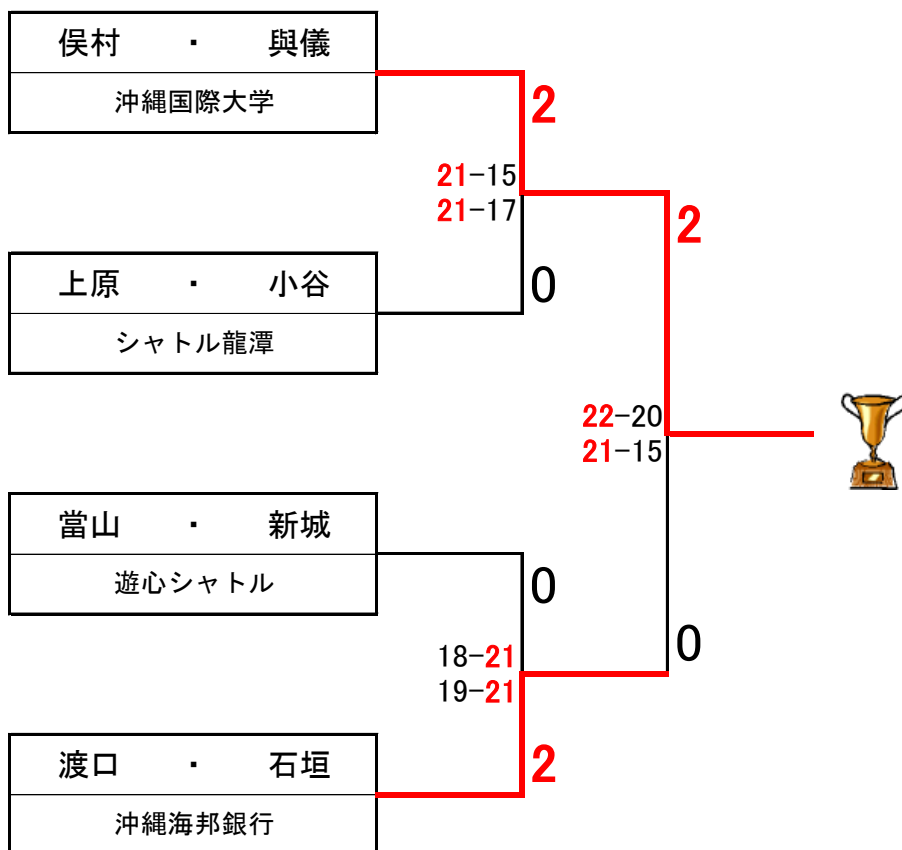 俣村 ・ 與儀
沖縄国際大学
2
21-15
21-17
2
上原 ・ 小谷
0
シャトル龍潭
22-20
21-15
當山 ・ 新城
遊心シャトル
0
18-21
19-21
0
渡口 ・ 石垣
2
沖縄海邦銀行